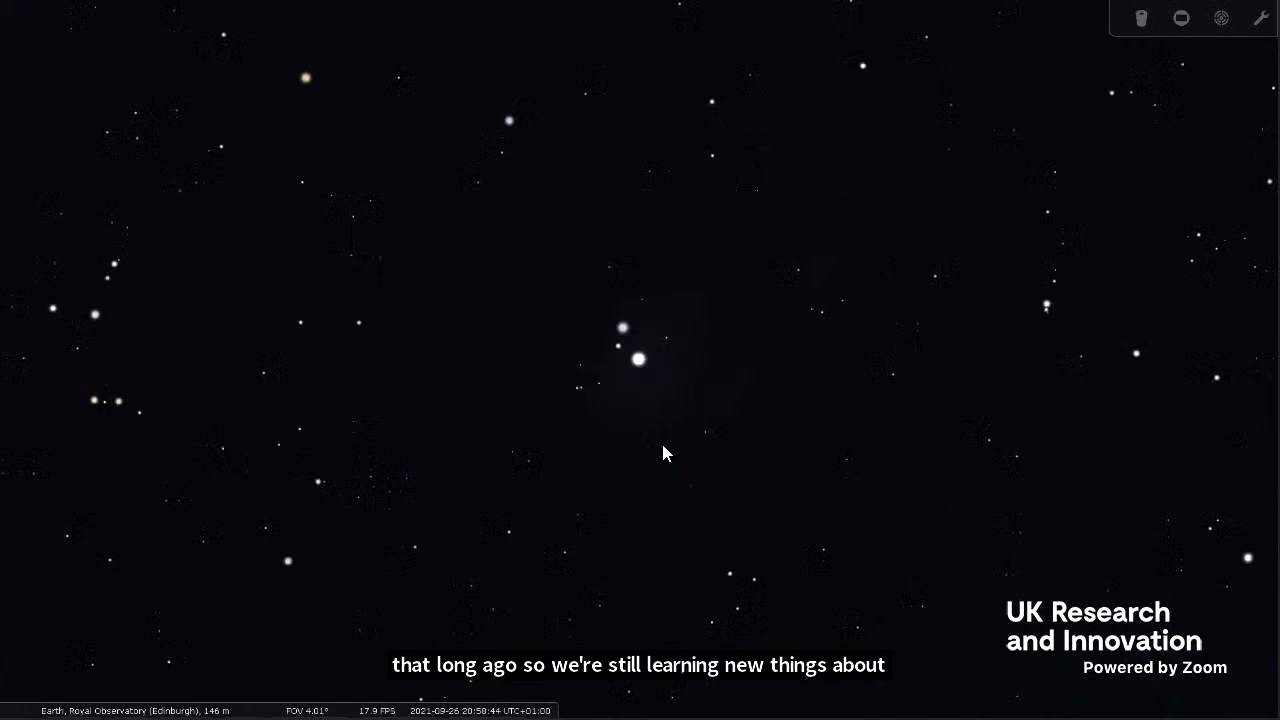 UK Research
and Innovation
Powered by Zoom
that long ago so we're still learning new things about
Earth, Royal Observatory (Edinburgh), 146 m FOV 4.01° 17.9 FPS 2021-09-26 20:58:44 UTC+01:00